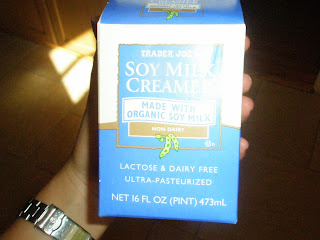 TRADER JOE'S
SOY MILK
CREAMER
MADE WITH
ORGANIC SOY MILK
NON-DAIRY
LACTOSE & DAIRY FREE
ULTRA-PASTEURIZED
NET 16 FL OZ (PINT) 473mL